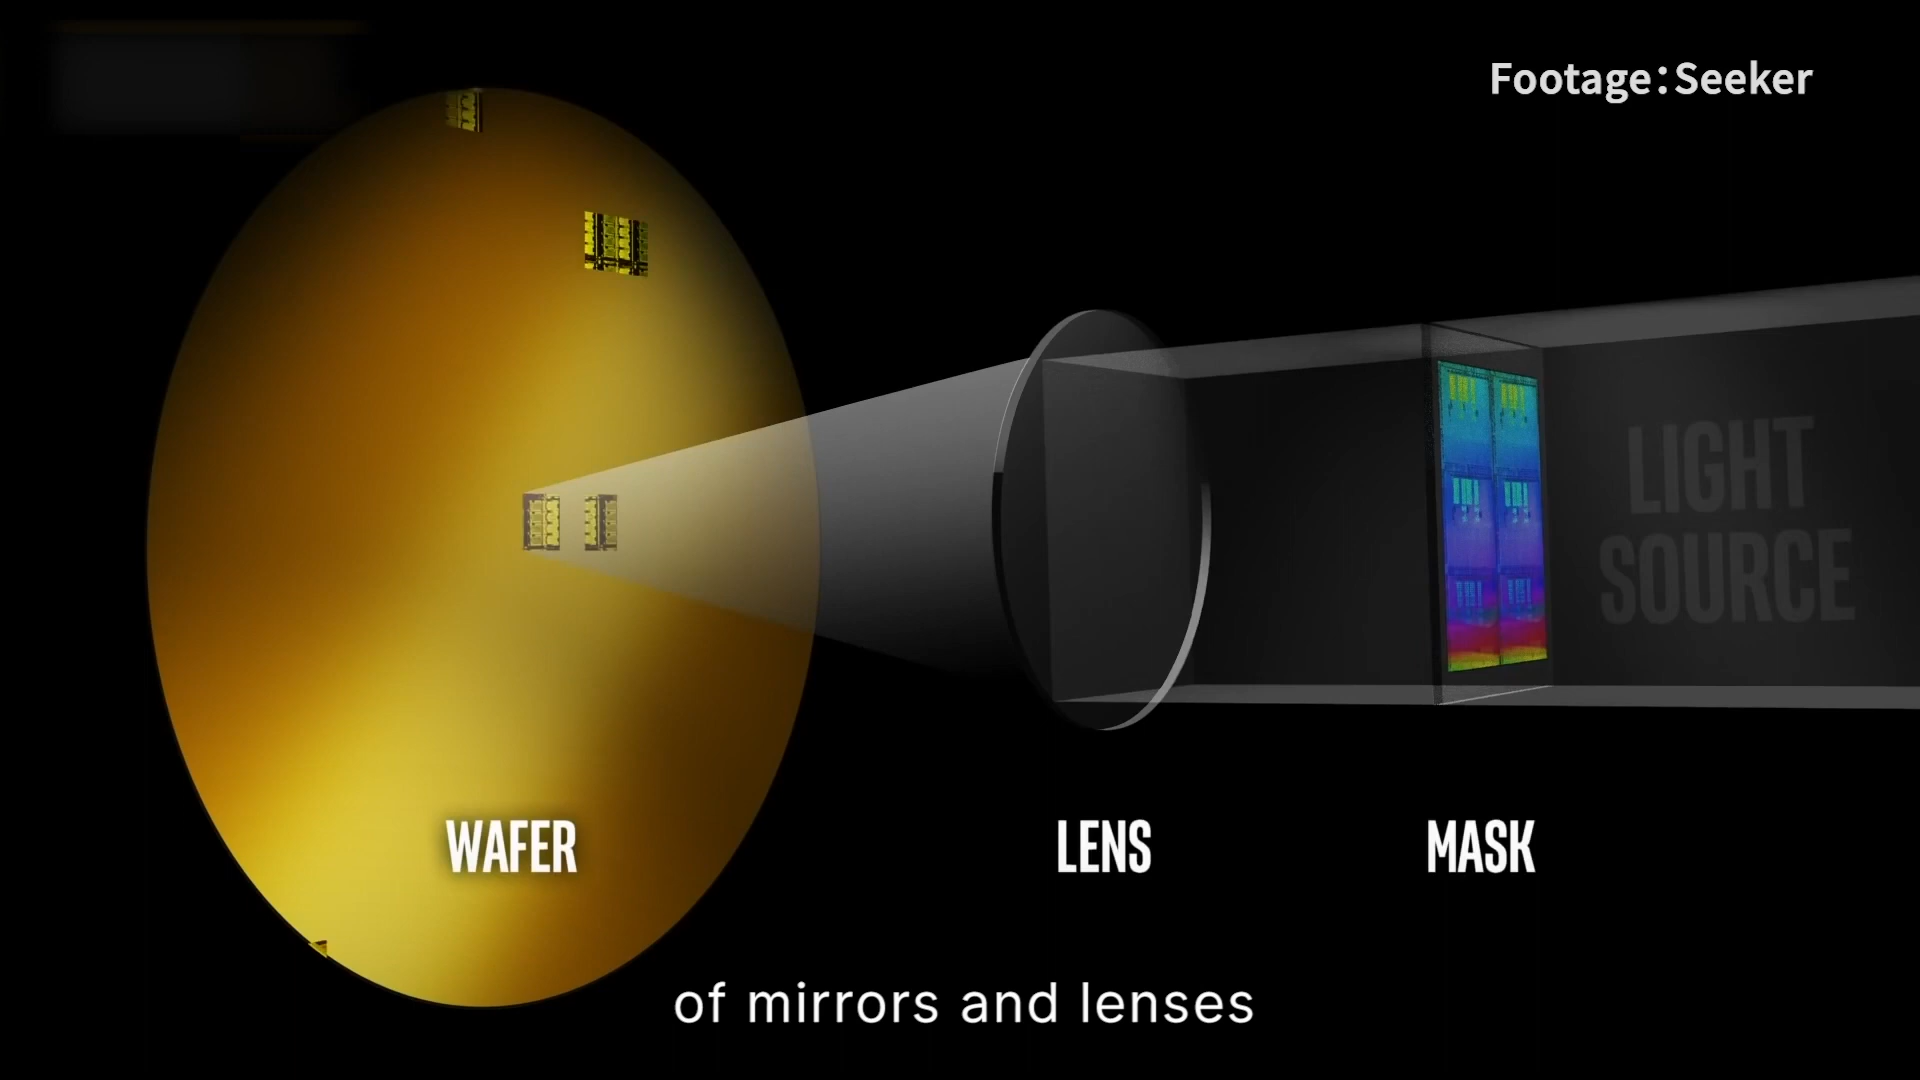 Footage:Seeker
LIGHT
SOURCE
WAFER
LENS
MASK
of mirrors and lenses